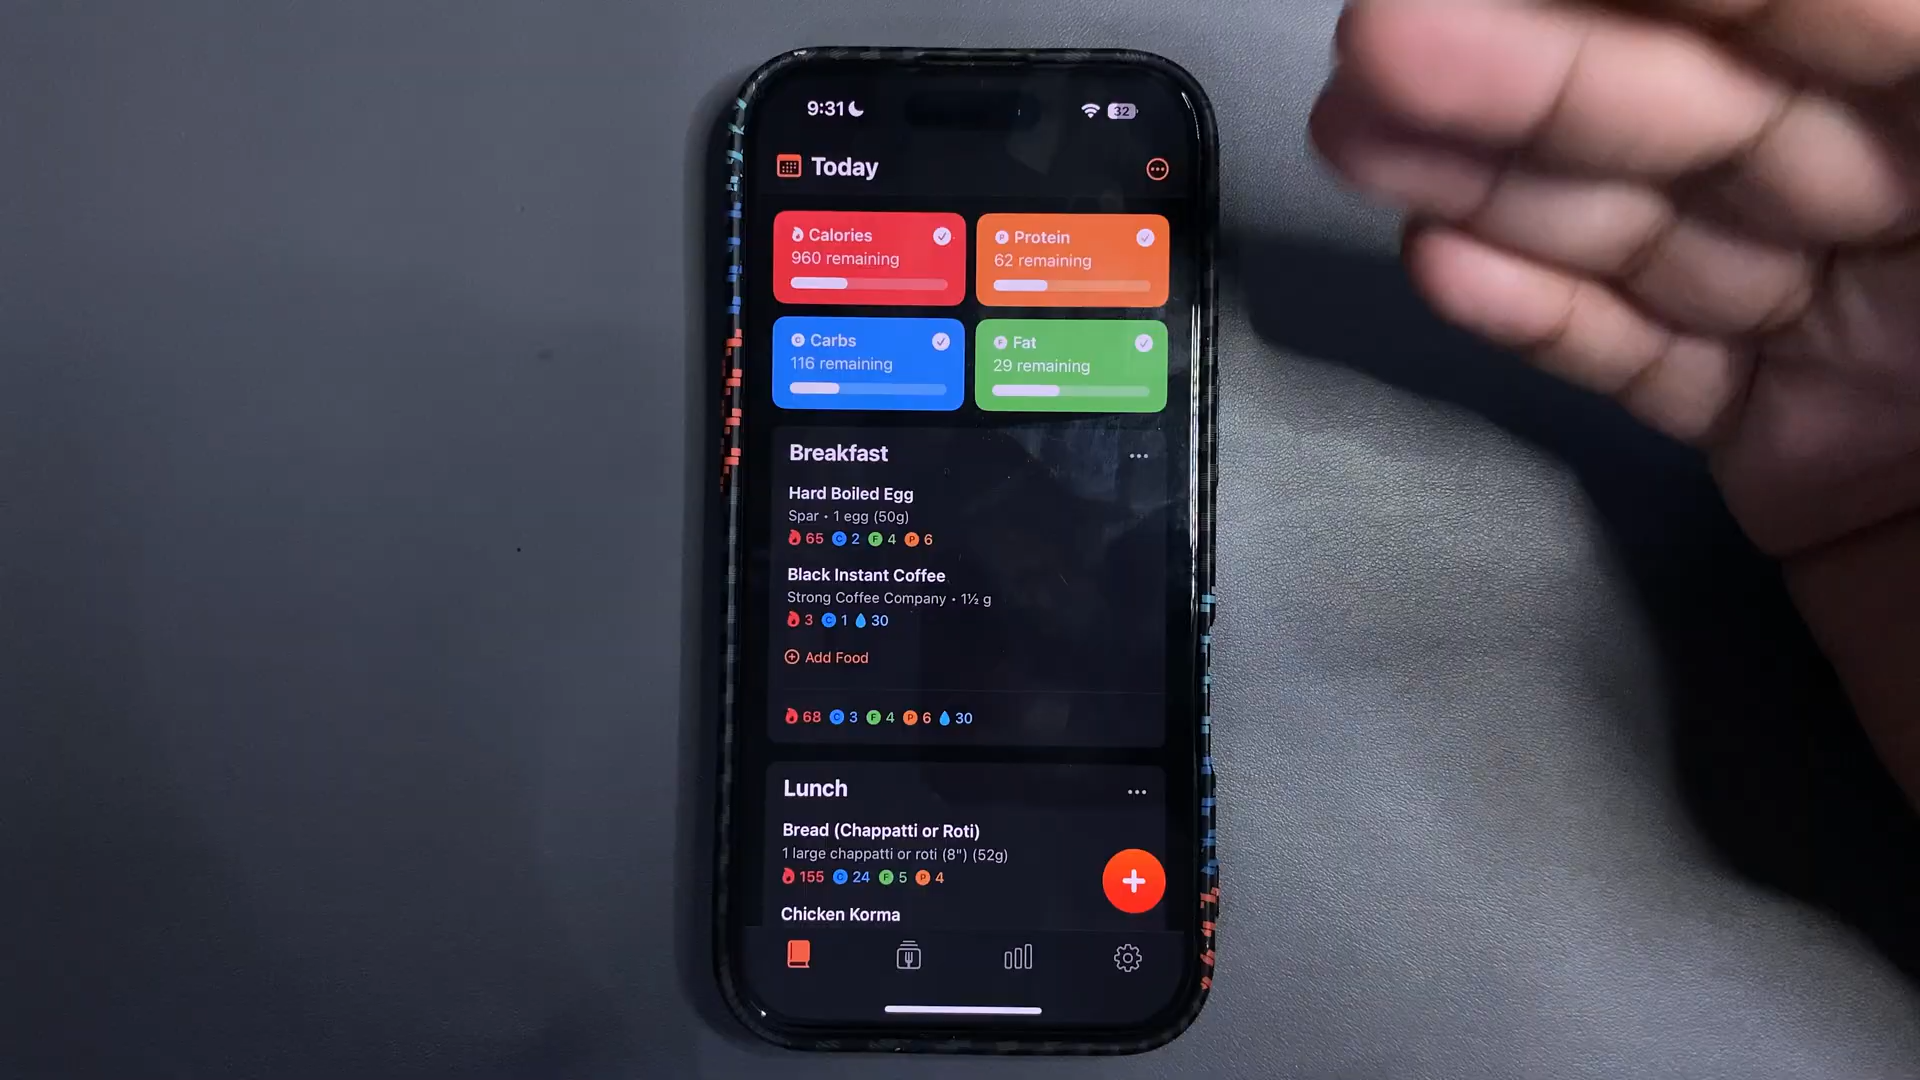 9:31
32
Today
Calories
960 remaining
P Protein
62 remaining
C Carbs
116 remaining
F Fat
29 remaining
Breakfast
Hard Boiled Egg
Spar • 1 egg (50g)
65 C 2 F 4 P 6
Black Instant Coffee
Strong Coffee Company • 1½ g
3 C 1 30
Add Food
68 C 3 F 4 P 6 30
Lunch
Bread (Chappatti or Roti)
1 large chappatti or roti (8") (52g)
155 C 24 F 5 P 4
Chicken Korma